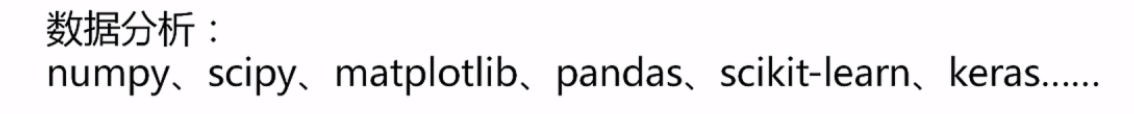 数据分析：
numpy、scipy、matplotlib、pandas、scikit-learn、keras……